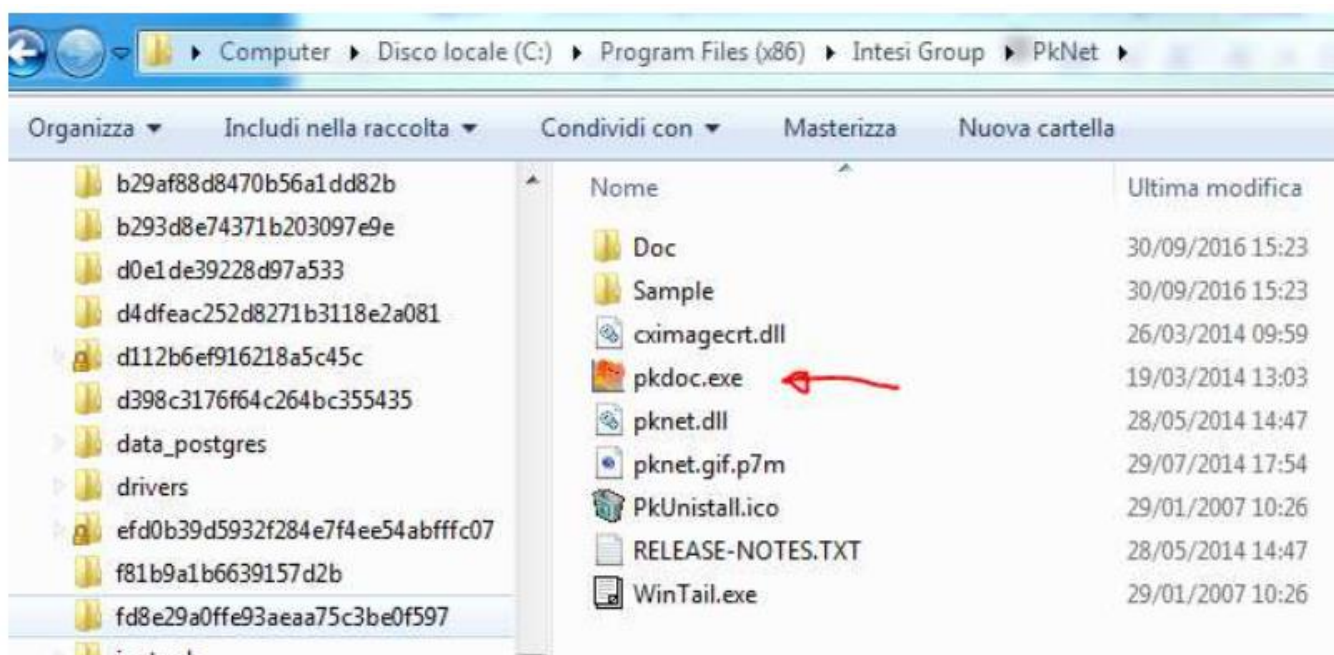 Computer ▸ Disco locale (C:) ▸ Program Files (x86) ▸ Intesi Group ▸ PkNet ▸
Organizza Includi nella raccolta Condividi con Masterizza Nuova cartella
b29af88d8470b56a1dd82b
b293d8e74371b203097e9e
d0e1de39228d97a533
d4dfeac252d8271b3118e2a081
d112b6ef916218a5c45c
d398c3176f64c264bc355435
data_postgres
drivers
efd0b39d5932f284e7f4ee54abfffc07
f81b9a1b6639157d2b
fd8e29a0ffe93aeaa75c3be0f597
Nome Ultima modifica
Doc 30/09/2016 15:23
Sample 30/09/2016 15:23
cximagecrt.dll 26/03/2014 09:59
pkdoc.exe 19/03/2014 13:03
pknet.dll 28/05/2014 14:47
pknet.gif.p7m 29/07/2014 17:54
PkUnistall.ico 29/01/2007 10:26
RELEASE-NOTES.TXT 28/05/2014 14:47
WinTail.exe 29/01/2007 10:26